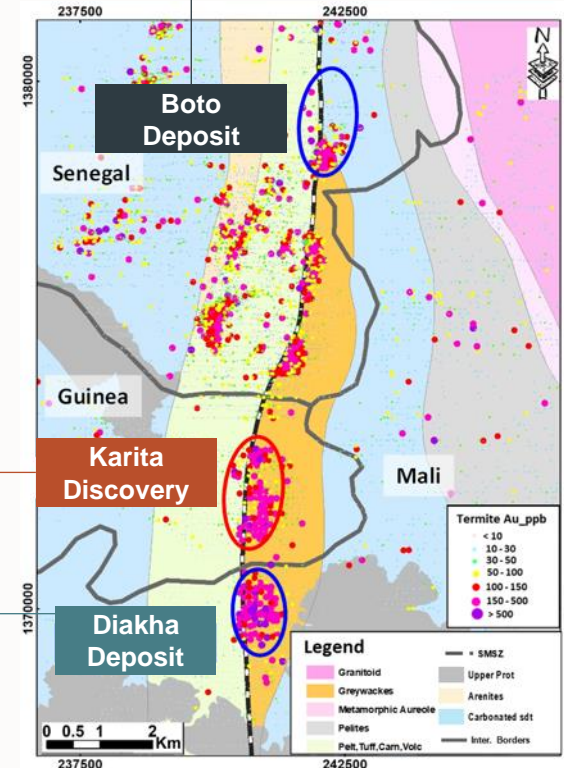 237500
242500
1380000
N
Boto
Deposit
Senegal
Guinea
Karita
Discovery
Mali
Termite Au_ppb
< 10
10 - 30
30 - 50
50 - 100
100 - 150
150 - 500
> 500
1370000
Diakha
Deposit
Legend
Granitoid
Greywackes
Metamorphic Aureole
Pelites
Pelt,Tuff,Carn,Volc
SMSZ
Upper Prot
Arenites
Carbonated sdt
Inter. Borders
0 0.5 1 2
Km
237500
242500